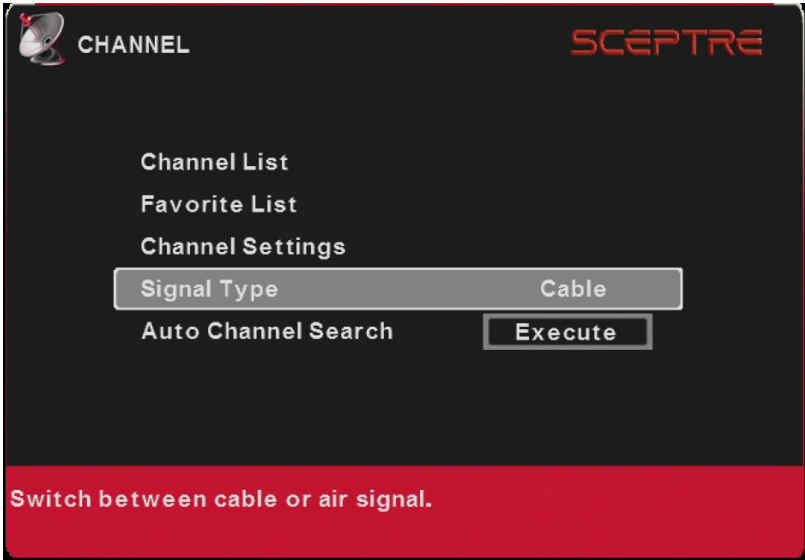 CHANNEL
SCEPTRE
Channel List
Favorite List
Channel Settings
Signal Type Cable
Auto Channel Search Execute
Switch between cable or air signal.